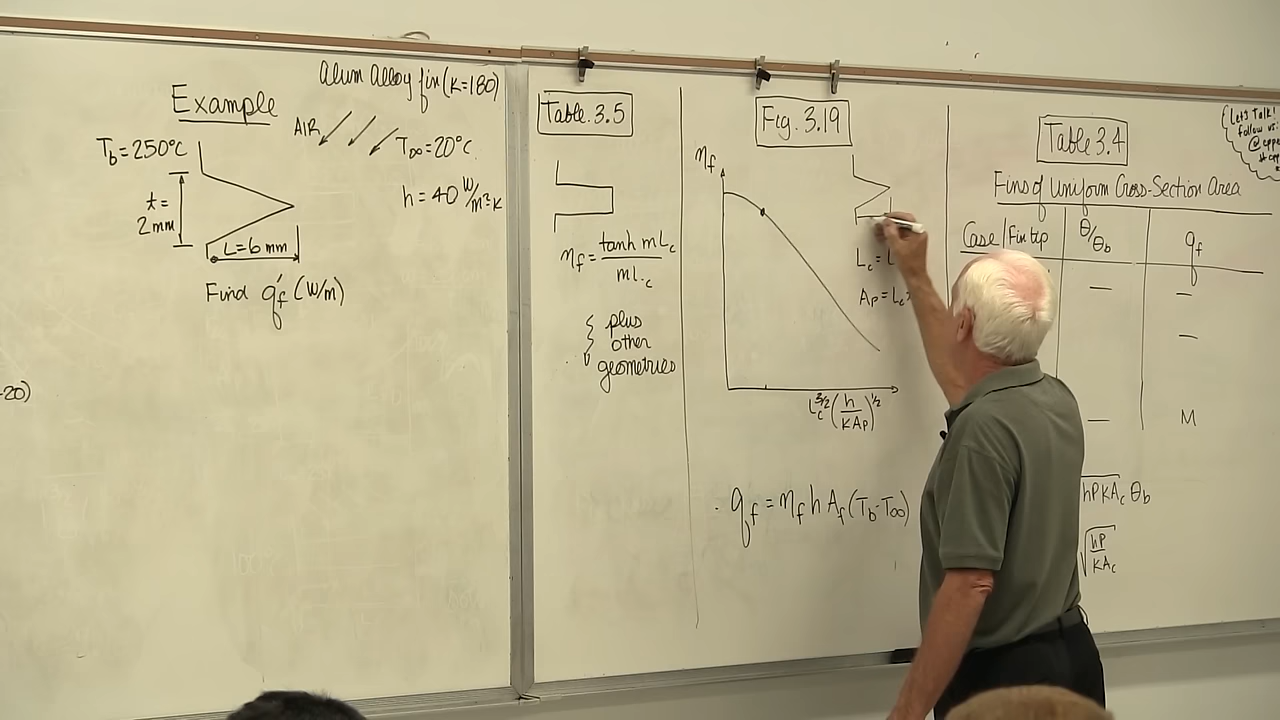 Example
Alum Alloy fin (K=180)
AIR
T∞=20°C
h=40 W/m²·K
Tb=250°C
t=
2mm
L=6 mm
Find q'f (W/m)
-20)
Table 3.5
ηf = tanh mLc / mLc
plus
other
geometries
Fig. 3.19
ηf
Lc =
Ap = Lc
Lc^3/2 (h/KAp)^1/2
qf = ηf h Af (Tb-T∞)
Let's Talk!
follow us
Table 3.4
Fins of Uniform Cross-Section Area
Case / Fin tip
θ/θb
qf
M
hPKAc θb
√hP/KAc